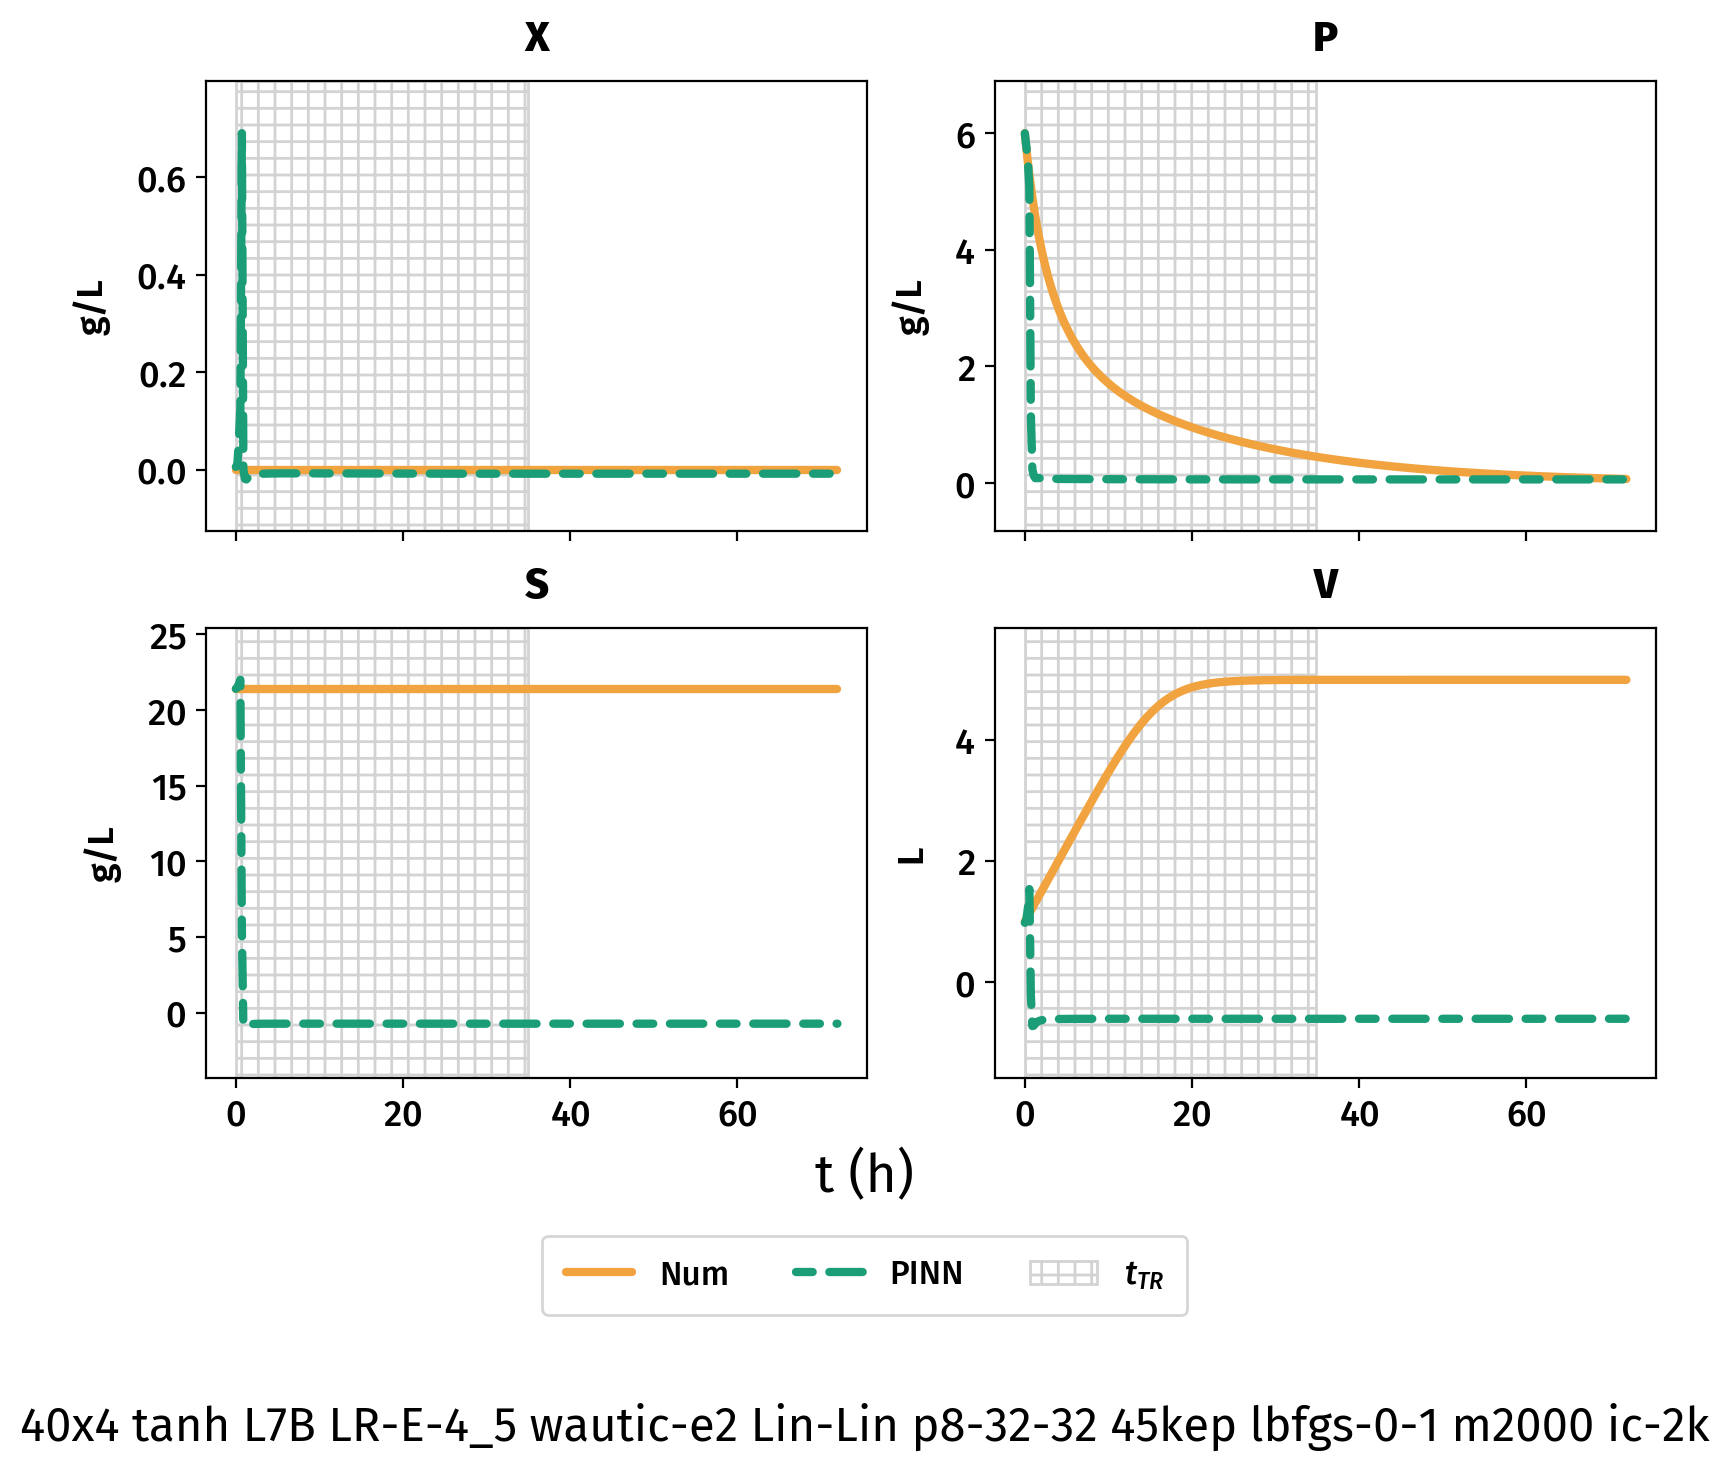 X
P
0.6
0.4
0.2
0.0
g/L
6
4
2
0
g/L
S
V
25
20
15
10
5
0
g/L
4
2
0
L
0 20 40 60
0 20 40 60
t (h)
Num PINN tTR
40x4 tanh L7B LR-E-4_5 wautic-e2 Lin-Lin p8-32-32 45kep lbfgs-0-1 m2000 ic-2k